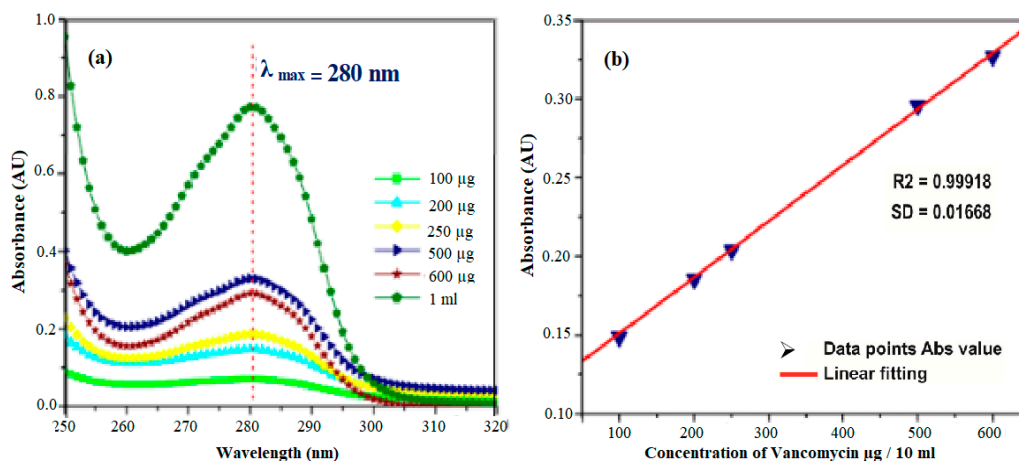 (a)
λ max = 280 nm
Absorbance (AU)
1.0
0.8
0.6
0.4
0.2
0.0
250
260
270
280
290
300
310
320
Wavelength (nm)
100 µg
200 µg
250 µg
500 µg
600 µg
1 ml
(b)
Absorbance (AU)
0.35
0.30
0.25
0.20
0.15
0.10
100
200
300
400
500
600
Concentration of Vancomycin µg / 10 ml
R2 = 0.99918
SD = 0.01668
Data points Abs value
Linear fitting